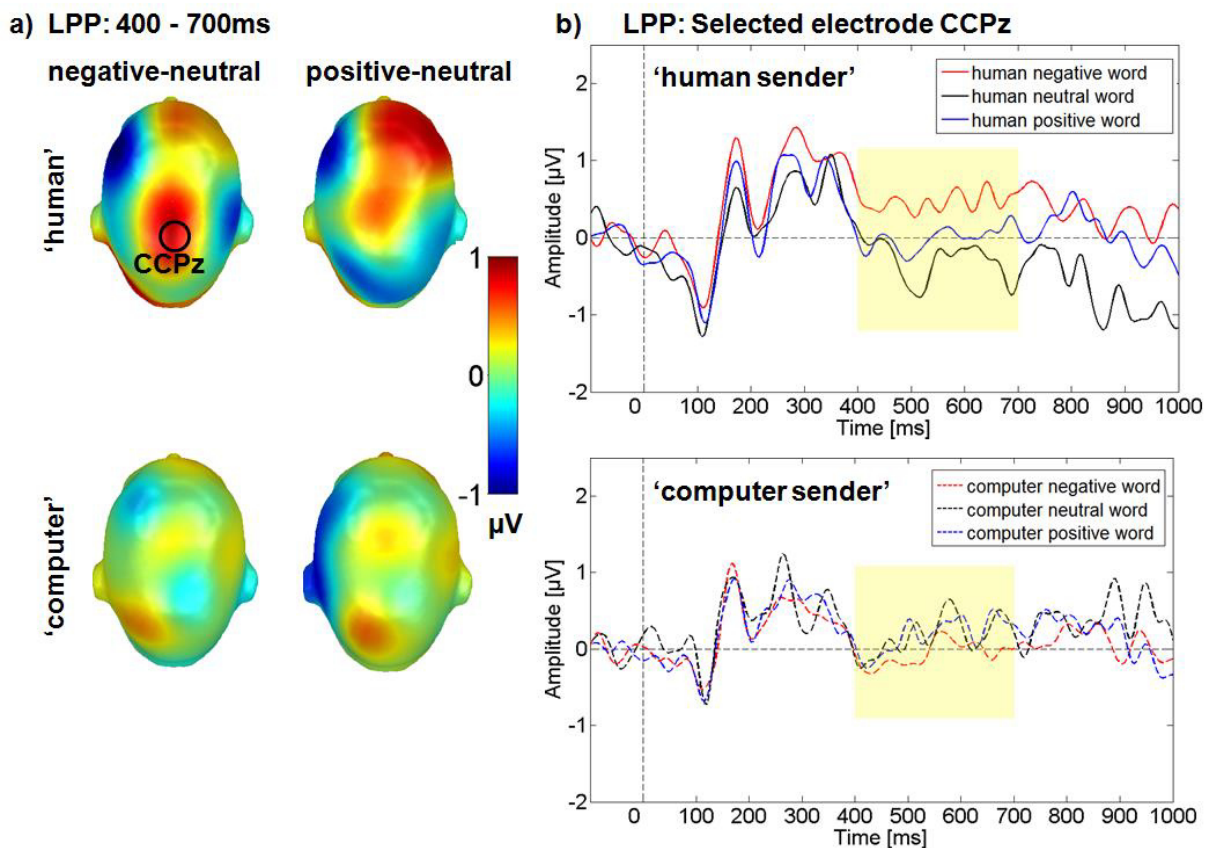 a) LPP: 400 - 700ms
negative-neutral positive-neutral
'human'
CCPz
1
0
-1
µV
'computer'
b) LPP: Selected electrode CCPz
'human sender'
human negative word
human neutral word
human positive word
Amplitude [µV]
2
1
0
-1
-2
0 100 200 300 400 500 600 700 800 900 1000
Time [ms]
'computer sender'
computer negative word
computer neutral word
computer positive word
Amplitude [µV]
2
1
0
-1
-2
0 100 200 300 400 500 600 700 800 900 1000
Time [ms]